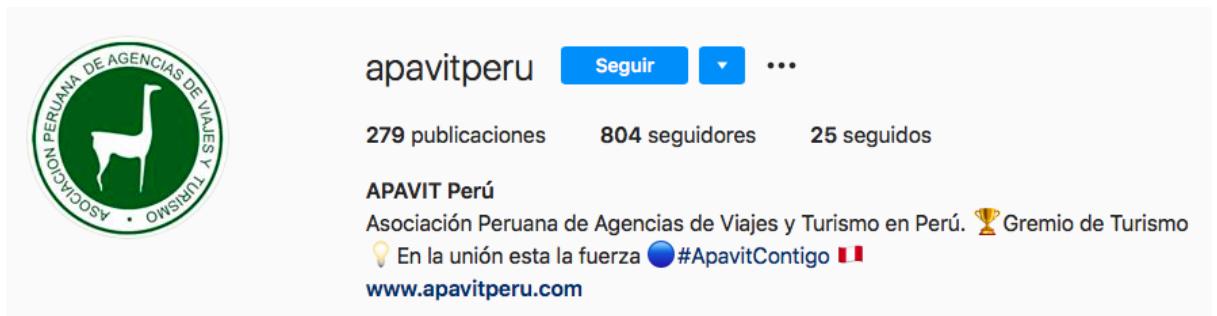 ASOCIACION PERUANA DE AGENCIAS DE VIAJES Y TURISMO
apavitperu Seguir
279 publicaciones 804 seguidores 25 seguidos
APAVIT Perú
Asociación Peruana de Agencias de Viajes y Turismo en Perú. 🏆Gremio de Turismo
💡 En la unión esta la fuerza 🔵#ApavitContigo 🇵🇪
www.apavitperu.com